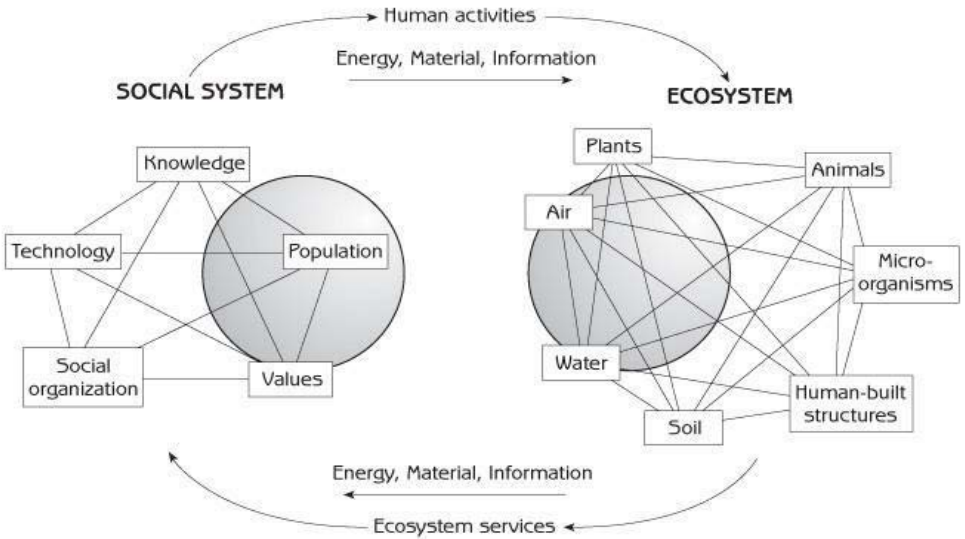 Human activities
Energy, Material, Information
SOCIAL SYSTEM
ECOSYSTEM
Knowledge
Technology
Population
Social
organization
Values
Plants
Animals
Air
Micro-
organisms
Water
Human-built
structures
Soil
Energy, Material, Information
Ecosystem services